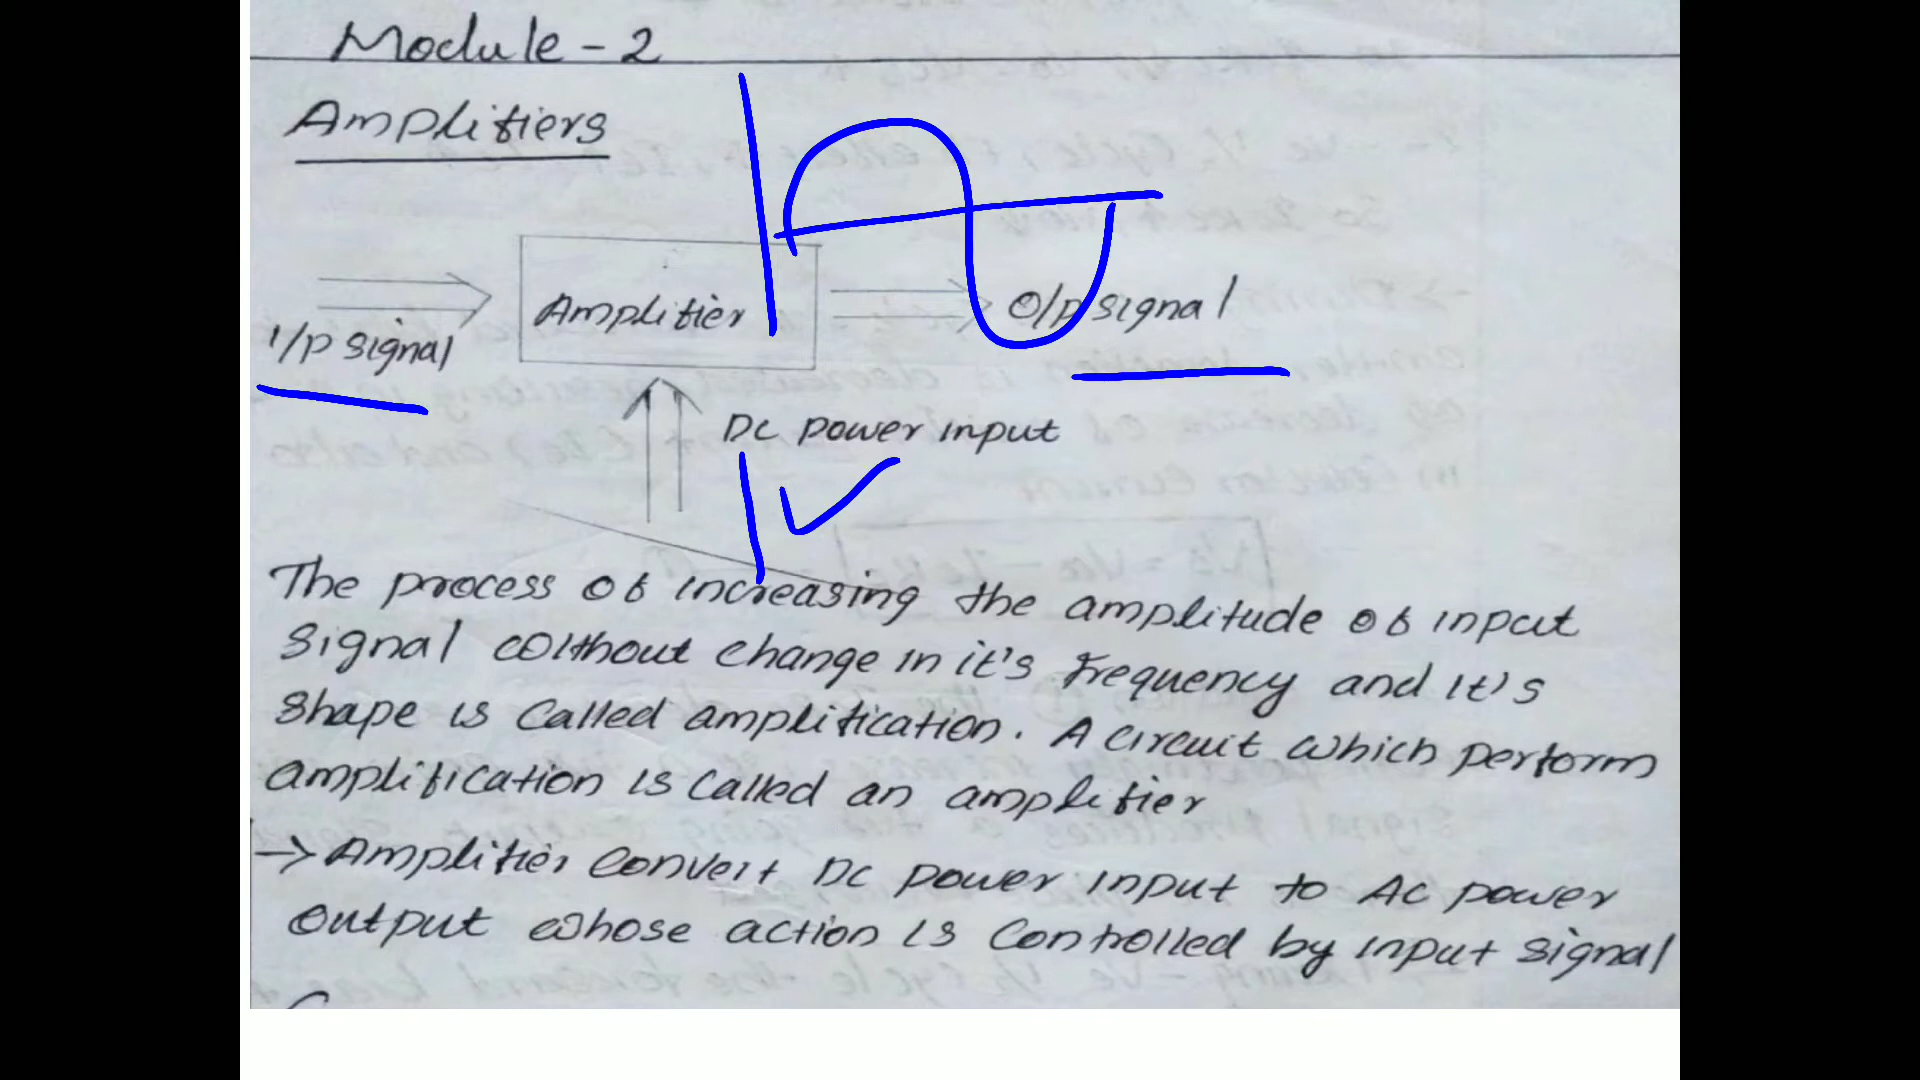 Module - 2
Amplifiers
Amplifier
I/P signal
O/p signal
DC power input
The process of increasing the amplitude of input
signal without change in it's frequency and it's
shape is called amplification. A circuit which perform
amplification is called an amplifier
→ Amplifier convert DC power input to AC power
output whose action is controlled by input signal